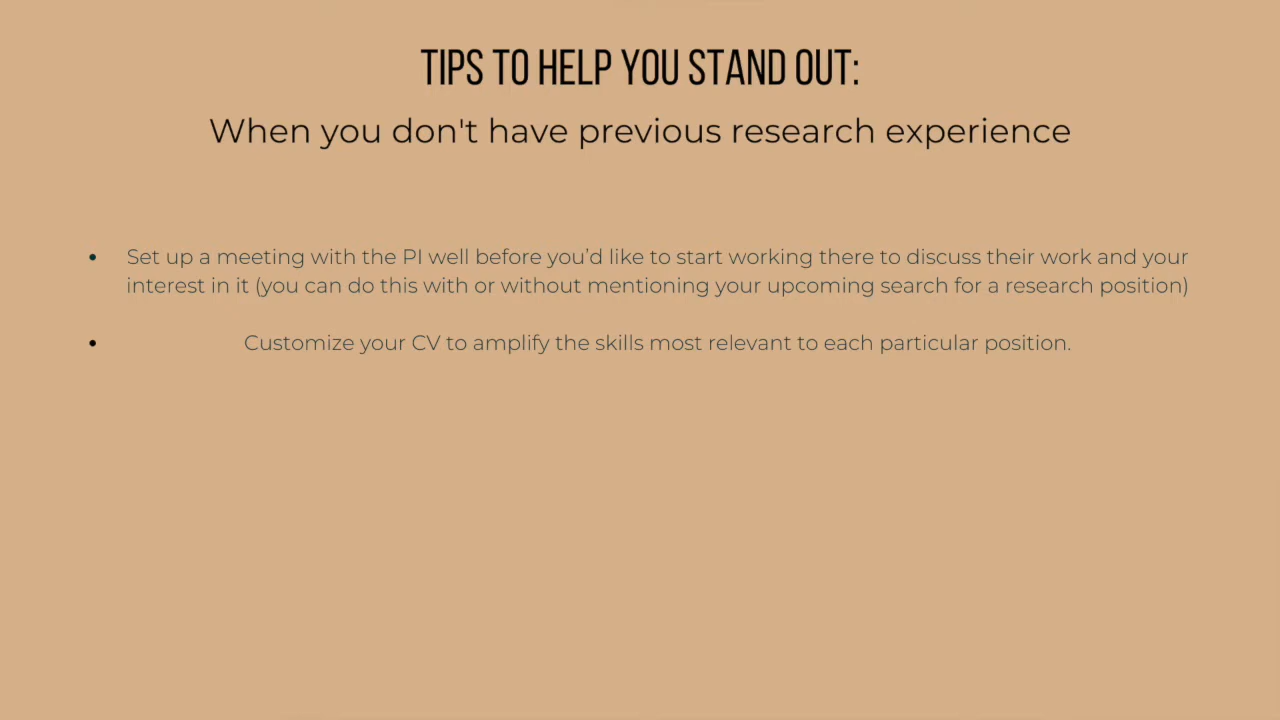 TIPS TO HELP YOU STAND OUT:
When you don't have previous research experience
• Set up a meeting with the PI well before you’d like to start working there to discuss their work and your
interest in it (you can do this with or without mentioning your upcoming search for a research position)
• Customize your CV to amplify the skills most relevant to each particular position.